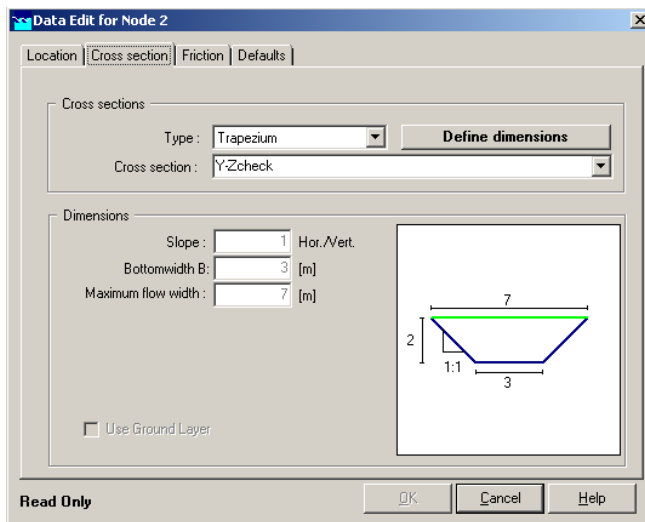 Data Edit for Node 2
Location Cross section Friction Defaults
Cross sections
Type : Trapezium Define dimensions
Cross section : Y-Zcheck
Dimensions
Slope : 1 Hor./Vert.
Bottomwidth B: 3 [m]
Maximum flow width : 7 [m]
7
2
1:1
3
Use Ground Layer
Read Only OK Cancel Help